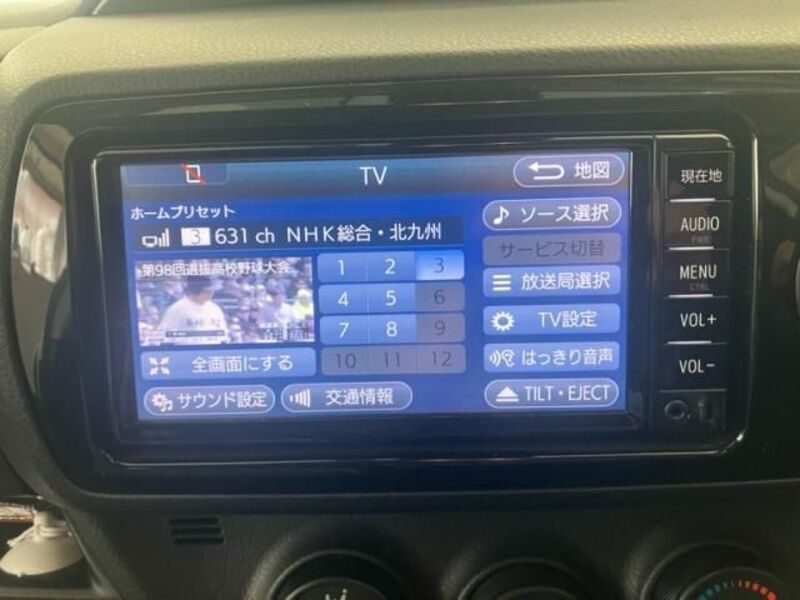 TV
地図
ホームプリセット
3 631 ch NHK総合・北九州
ソース選択
サービス切替
第98回選抜高校野球大会
1 2 3
4 5 6
7 8 9
10 11 12
放送局選択
TV設定
はっきり音声
全画面にする
サウンド設定
交通情報
TILT・EJECT
現在地
AUDIO
PWR
MENU
CTRL
VOL+
VOL-